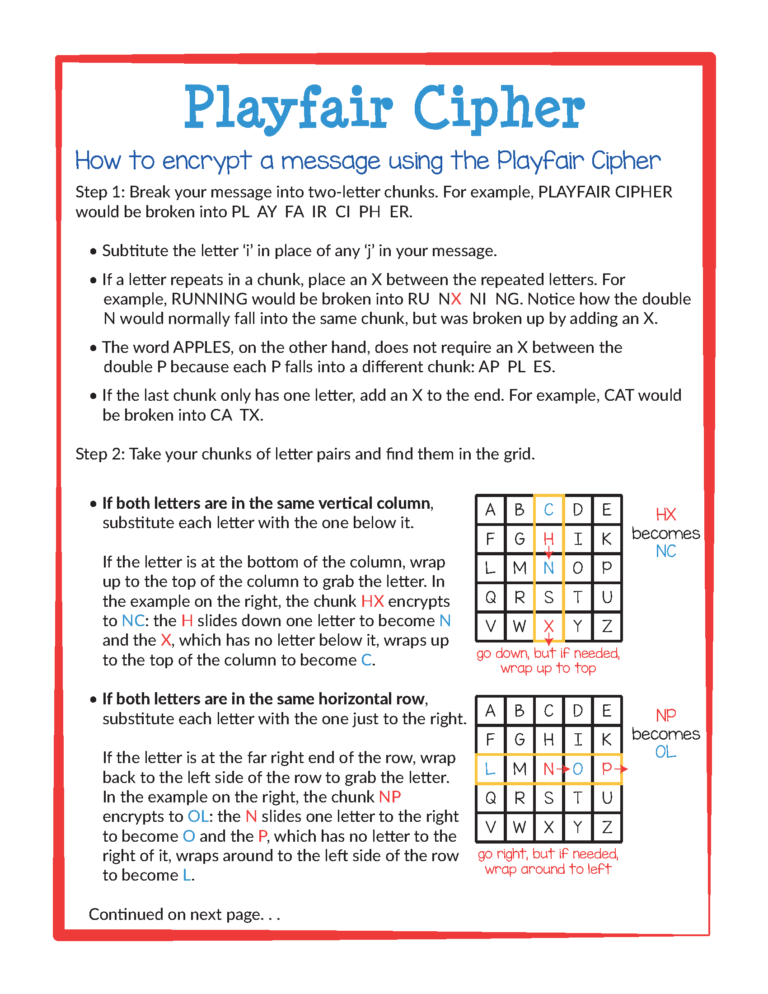 Playfair Cipher
How to encrypt a message using the Playfair Cipher
Step 1: Break your message into two-letter chunks. For example, PLAYFAIR CIPHER
would be broken into PL AY FA IR CI PH ER.
• Subtitute the letter ‘i’ in place of any ‘j’ in your message.
• If a letter repeats in a chunk, place an X between the repeated letters. For
example, RUNNING would be broken into RU NX NI NG. Notice how the double
N would normally fall into the same chunk, but was broken up by adding an X.
• The word APPLES, on the other hand, does not require an X between the
double P because each P falls into a different chunk: AP PL ES.
• If the last chunk only has one letter, add an X to the end. For example, CAT would
be broken into CA TX.
Step 2: Take your chunks of letter pairs and find them in the grid.
• If both letters are in the same vertical column,
substitute each letter with the one below it.
If the letter is at the bottom of the column, wrap
up to the top of the column to grab the letter. In
the example on the right, the chunk HX encrypts
to NC: the H slides down one letter to become N
and the X, which has no letter below it, wraps up
to the top of the column to become C.
A B C D E
F G H I K
L M N O P
Q R S T U
V W X Y Z
HX
becomes
NC
go down, but if needed,
wrap up to top
• If both letters are in the same horizontal row,
substitute each letter with the one just to the right.
If the letter is at the far right end of the row, wrap
back to the left side of the row to grab the letter.
In the example on the right, the chunk NP
encrypts to OL: the N slides one letter to the right
to become O and the P, which has no letter to the
right of it, wraps around to the left side of the row
to become L.
A B C D E
F G H I K
L M N O P
Q R S T U
V W X Y Z
NP
becomes
OL
go right, but if needed,
wrap around to left
Continued on next page. . .